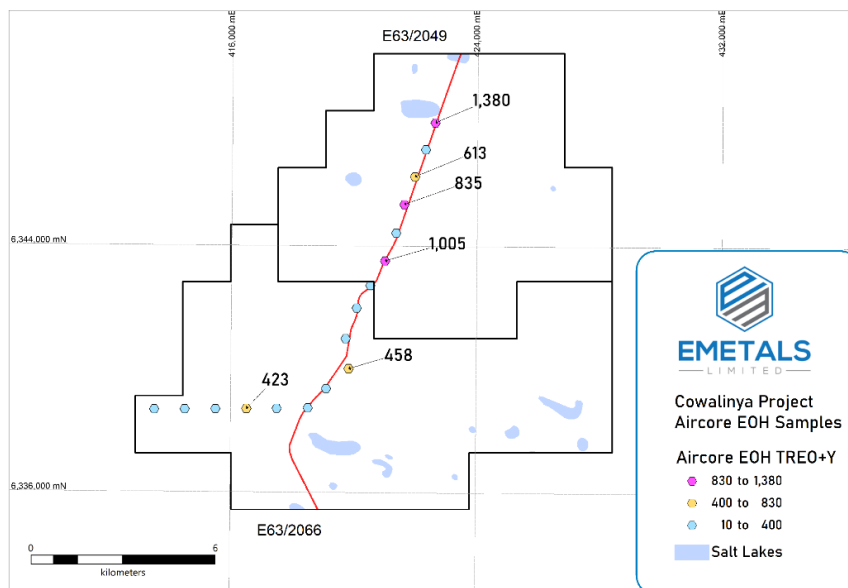 416,000 mE
424,000 mE
432,000 mE
E63/2049
1,380
613
835
6,344,000 mN
1,005
458
423
6,336,000 mN
E63/2066
0
6
kilometers
EMETALS
LIMITED
Cowalinya Project
Aircore EOH Samples
Aircore EOH TREO+Y
830 to 1,380
400 to 830
10 to 400
Salt Lakes